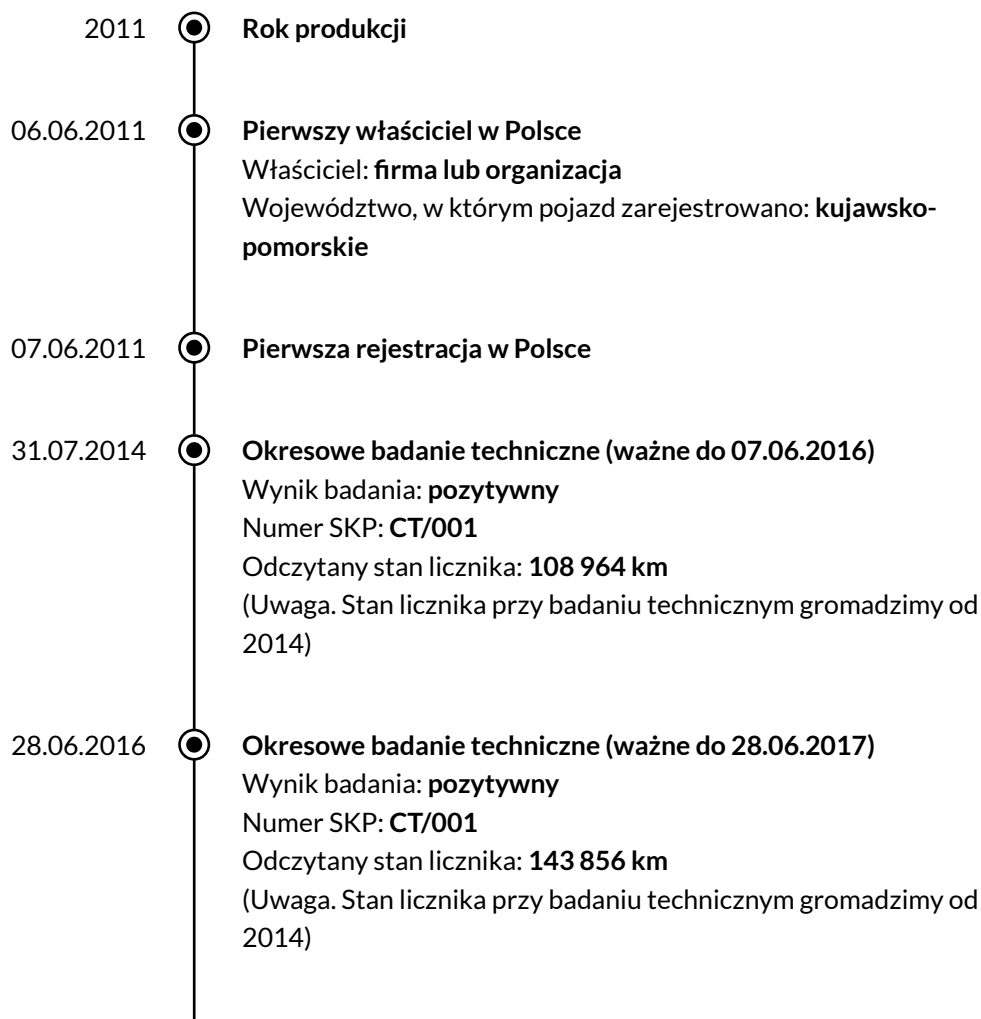 2011 Rok produkcji
06.06.2011 Pierwszy właściciel w Polsce
Właściciel: firma lub organizacja
Województwo, w którym pojazd zarejestrowano: kujawsko-
pomorskie
07.06.2011 Pierwsza rejestracja w Polsce
31.07.2014 Okresowe badanie techniczne (ważne do 07.06.2016)
Wynik badania: pozytywny
Numer SKP: CT/001
Odczytany stan licznika: 108 964 km
(Uwaga. Stan licznika przy badaniu technicznym gromadzimy od
2014)
28.06.2016 Okresowe badanie techniczne (ważne do 28.06.2017)
Wynik badania: pozytywny
Numer SKP: CT/001
Odczytany stan licznika: 143 856 km
(Uwaga. Stan licznika przy badaniu technicznym gromadzimy od
2014)